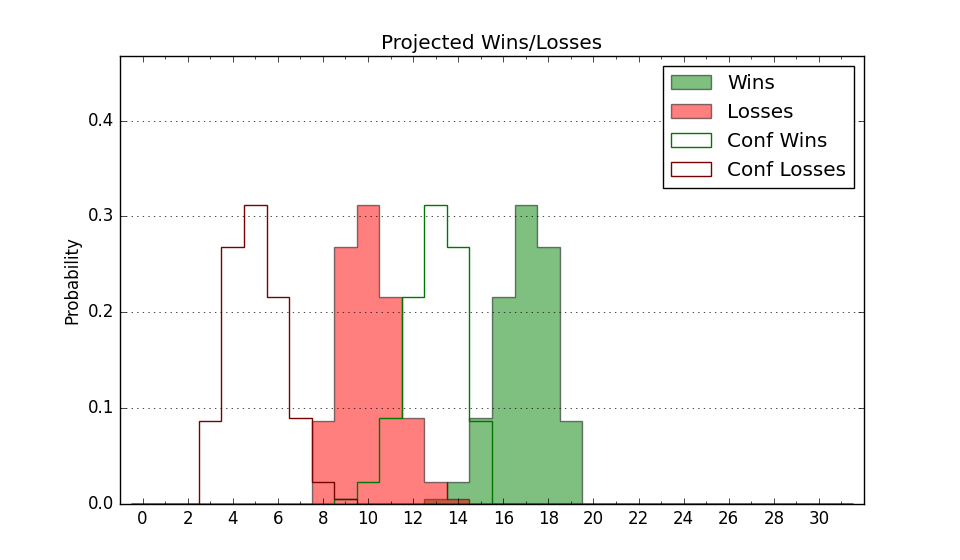 Projected Wins/Losses
Wins
Losses
Conf Wins
Conf Losses
Probability
0.4
0.3
0.2
0.1
0.0
0 2 4 6 8 10 12 14 16 18 20 22 24 26 28 30